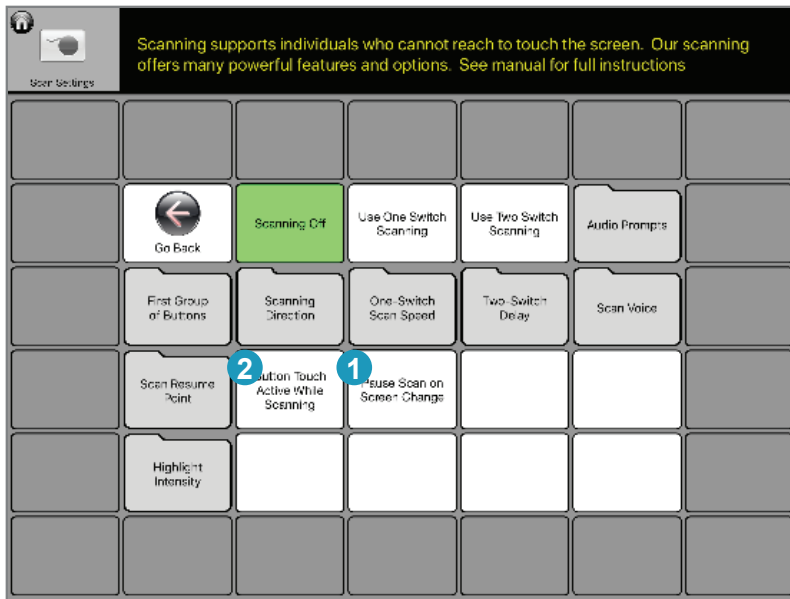 Scanning supports individuals who cannot reach to touch the screen. Our scanning
offers many powerful features and options. See manual for full instructions
Scan Settings
Go Back
Scanning Off
Use One Switch
Scanning
Use Two Switch
Scanning
Audio Prompts
First Group
of Buttons
Scanning
Direction
One-Switch
Scan Speed
Two-Switch
Delay
Scan Voice
Scan Resume
Point
2
Button Touch
Active While
Scanning
1
Pause Scan on
Screen Change
Highlight
Intensity